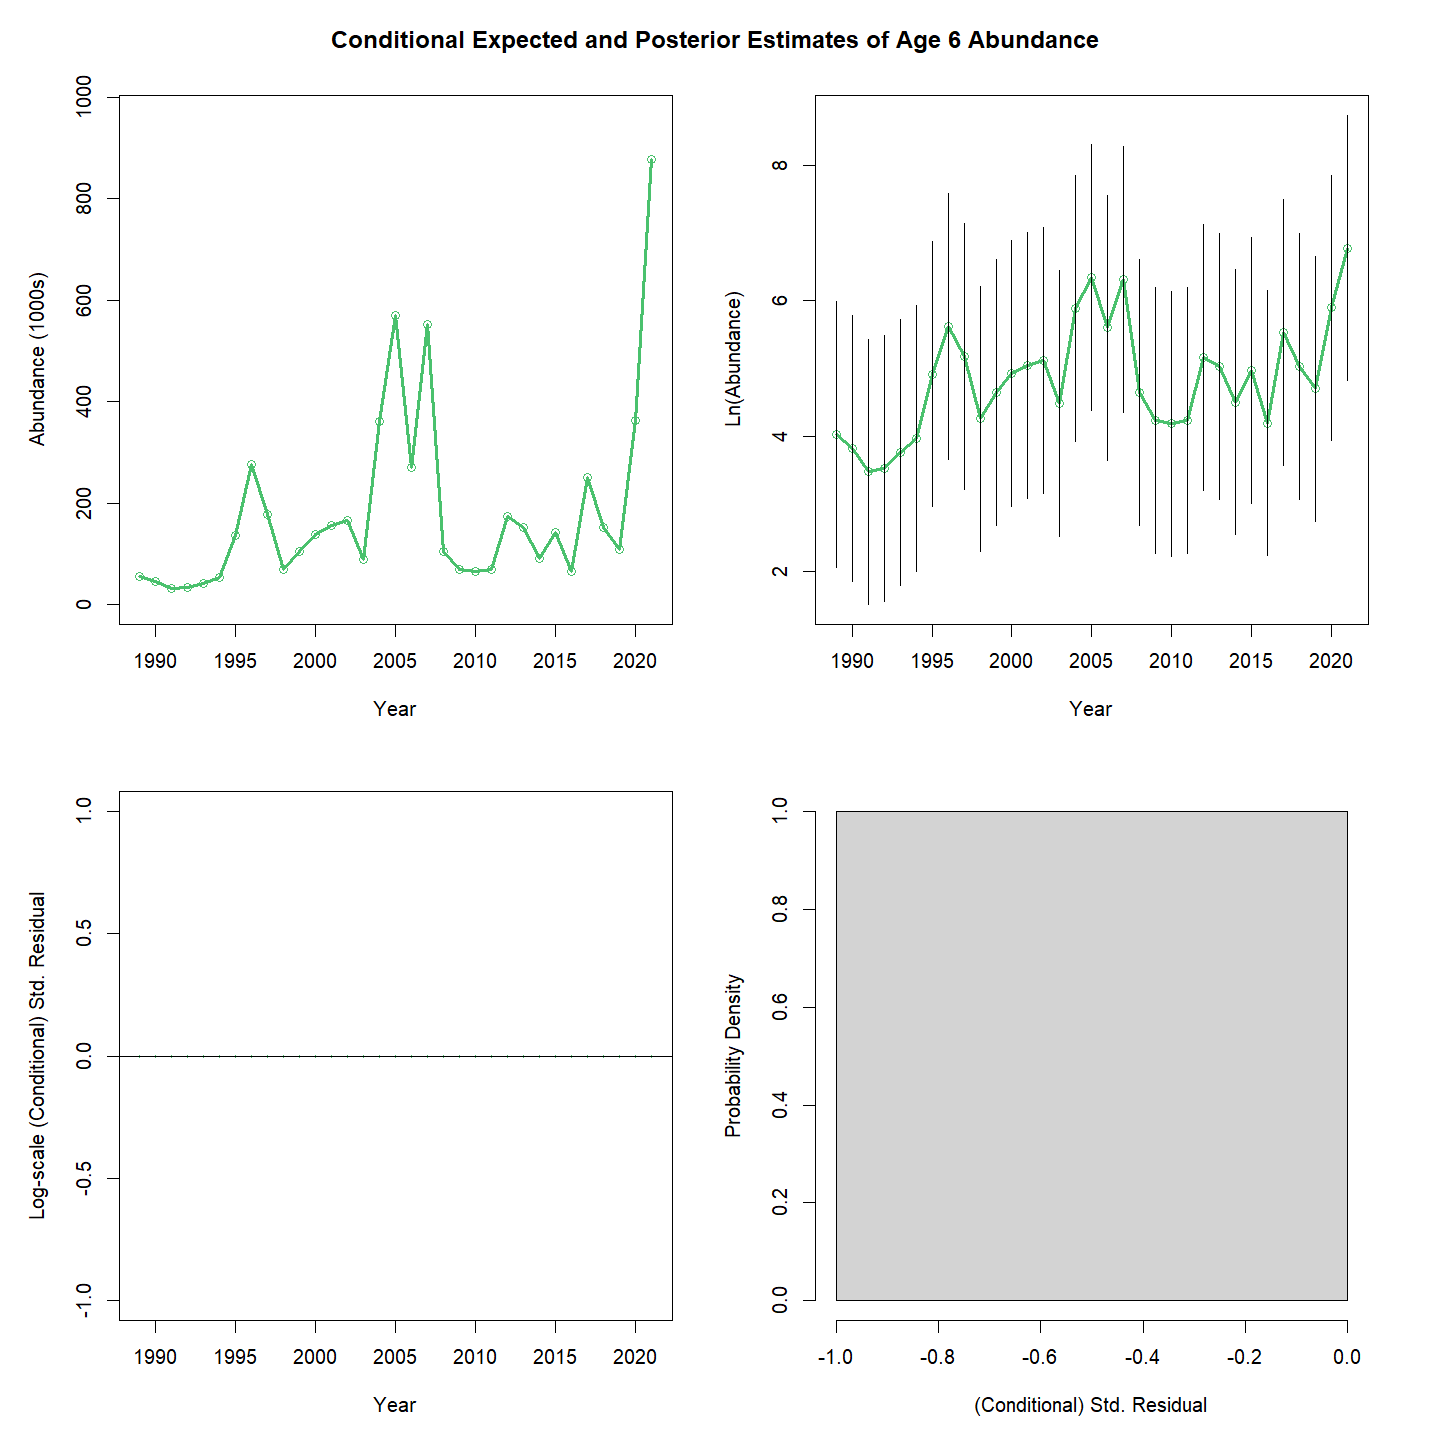 Conditional Expected and Posterior Estimates of Age 6 Abundance
Abundance (1000s)
0 200 400 600 800 1000
1990 1995 2000 2005 2010 2015 2020
Year
Ln(Abundance)
2 4 6 8
1990 1995 2000 2005 2010 2015 2020
Year
Log-scale (Conditional) Std. Residual
-1.0 -0.5 0.0 0.5 1.0
1990 1995 2000 2005 2010 2015 2020
Year
Probability Density
0.0 0.2 0.4 0.6 0.8 1.0
-1.0 -0.8 -0.6 -0.4 -0.2 0.0
(Conditional) Std. Residual